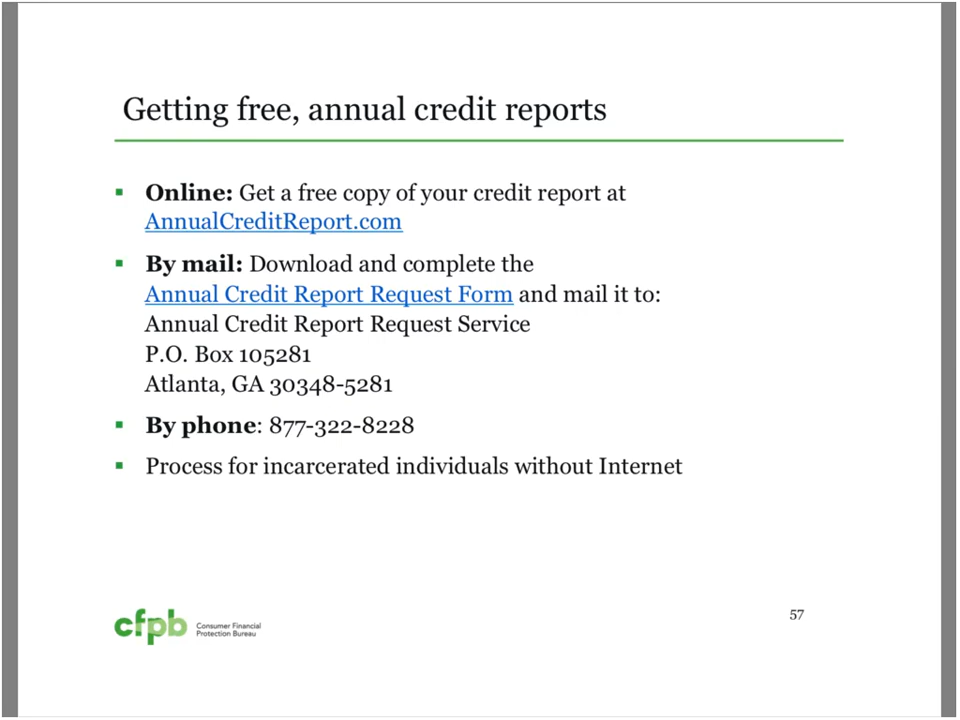 Getting free, annual credit reports
▪ Online: Get a free copy of your credit report at
AnnualCreditReport.com
▪ By mail: Download and complete the
Annual Credit Report Request Form and mail it to:
Annual Credit Report Request Service
P.O. Box 105281
Atlanta, GA 30348-5281
▪ By phone: 877-322-8228
▪ Process for incarcerated individuals without Internet
cfpb Consumer Financial
Protection Bureau
57